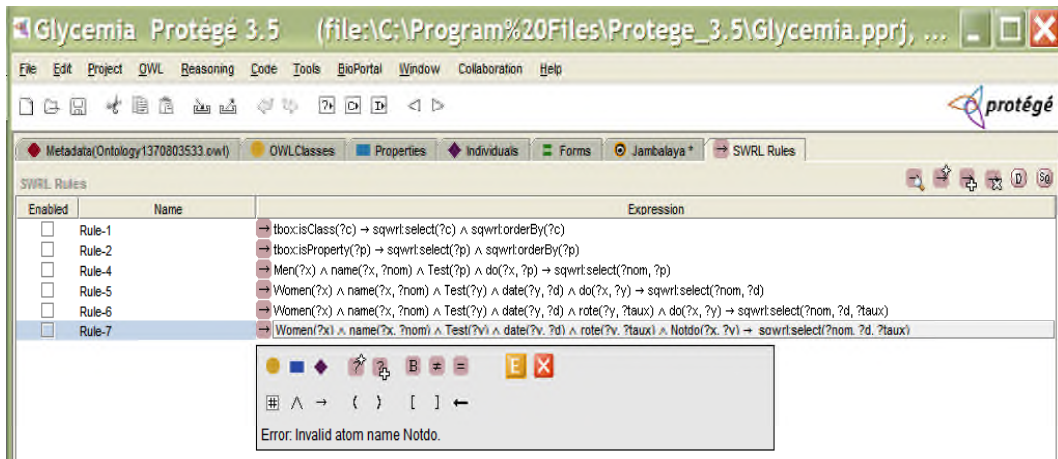 Glycemia Protégé 3.5 (file:\C:\Program%20Files\Protege_3.5\Glycemia.pprj, ...
File Edit Project OWL Reasoning Code Tools BioPortal Window Collaboration Help
protégé
Metadata(Ontology1370803533.owl) OWLClasses Properties Individuals Forms Jambalaya * → SWRL Rules
SWRL Rules D SQ
Enabled Name Expression
Rule-1 → tbox:isClass(?c) → sqwrl:select(?c) ∧ sqwrl:orderBy(?c)
Rule-2 → tbox:isProperty(?p) → sqwrl:select(?p) ∧ sqwrl:orderBy(?p)
Rule-4 → Men(?x) ∧ name(?x, ?nom) ∧ Test(?p) ∧ do(?x, ?p) → sqwrl:select(?nom, ?p)
Rule-5 → Women(?x) ∧ name(?x, ?nom) ∧ Test(?y) ∧ date(?y, ?d) ∧ do(?x, ?y) → sqwrl:select(?nom, ?d)
Rule-6 → Women(?x) ∧ name(?x, ?nom) ∧ Test(?y) ∧ date(?y, ?d) ∧ rote(?y, ?taux) ∧ do(?x, ?y) → sqwrl:select(?nom, ?d, ?taux)
Rule-7 → Women(?x) ∧ name(?x, ?nom) ∧ Test(?y) ∧ date(?y, ?d) ∧ rote(?y, ?taux) ∧ Notdo(?x, ?y) → sqwrl:select(?nom, ?d, ?taux)
? ? B ≠ = E X
# ∧ → ( ) [ ] ←
Error: Invalid atom name Notdo.